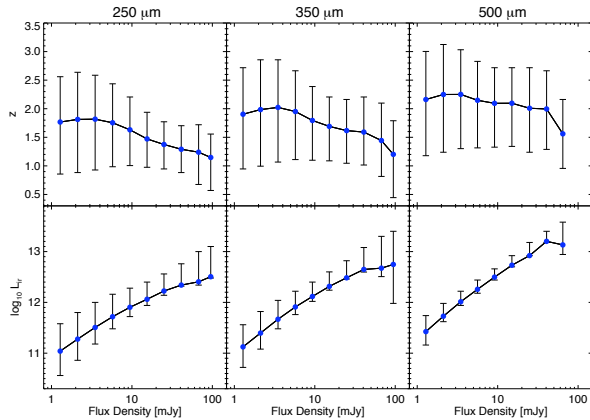 250 µm 350 µm 500 µm
3.5
3.0
2.5
2.0
1.5
1.0
0.5
z
13
12
11
log₁₀ Lᵢᵣ
1 10 100 1 10 100 1 10 100
Flux Density [mJy] Flux Density [mJy] Flux Density [mJy]